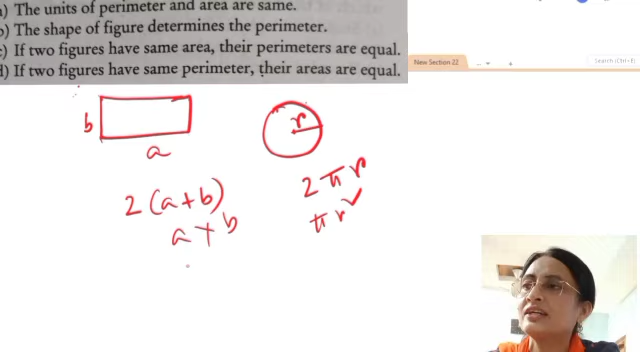 a) The units of perimeter and area are same.
b) The shape of figure determines the perimeter.
c) If two figures have same area, their perimeters are equal.
d) If two figures have same perimeter, their areas are equal.
New Section 22
Search (Ctrl+E)
b
r
a
2(a+b)
a+b
2πr
πr